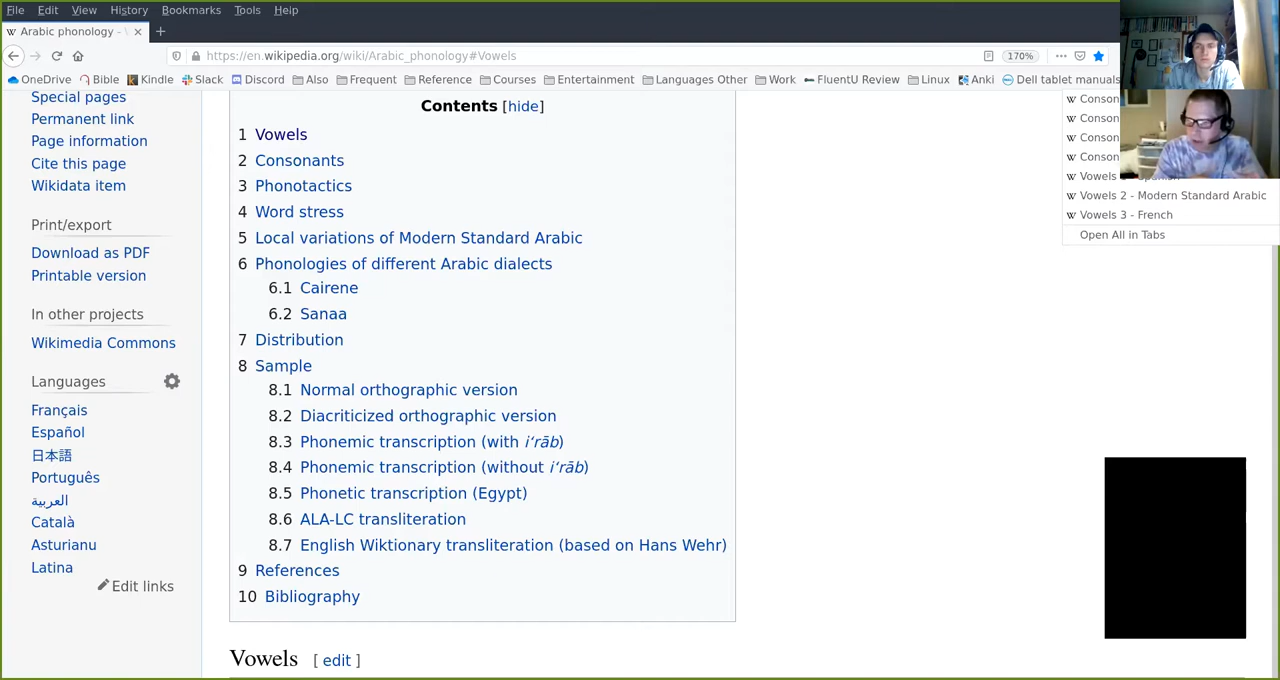 File Edit View History Bookmarks Tools Help
W Arabic phonology -
https://en.wikipedia.org/wiki/Arabic_phonology#Vowels
170%
OneDrive Bible Kindle Slack Discord Also Frequent Reference Courses Entertainment Languages Other Work FluentU Review Linux Anki Dell tablet manuals
W Conson
W Conson
W Conson
W Conson
W Vowels
W Vowels 2 - Modern Standard Arabic
W Vowels 3 - French
Open All in Tabs
Special pages
Permanent link
Page information
Cite this page
Wikidata item
Print/export
Download as PDF
Printable version
In other projects
Wikimedia Commons
Languages
Français
Español
日本語
Português
العربية
Català
Asturianu
Latina
Edit links
Contents [hide]
1 Vowels
2 Consonants
3 Phonotactics
4 Word stress
5 Local variations of Modern Standard Arabic
6 Phonologies of different Arabic dialects
6.1 Cairene
6.2 Sanaa
7 Distribution
8 Sample
8.1 Normal orthographic version
8.2 Diacriticized orthographic version
8.3 Phonemic transcription (with i‘rāb)
8.4 Phonemic transcription (without i‘rāb)
8.5 Phonetic transcription (Egypt)
8.6 ALA-LC transliteration
8.7 English Wiktionary transliteration (based on Hans Wehr)
9 References
10 Bibliography
Vowels [ edit ]